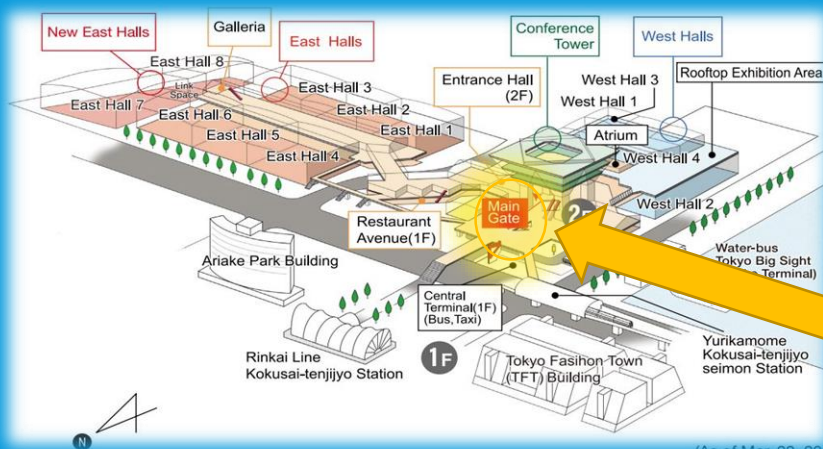 New East Halls
Galleria
East Halls
Conference
Tower
West Halls
East Hall 8
Link
Space
East Hall 7
East Hall 6
East Hall 5
East Hall 4
East Hall 3
East Hall 2
East Hall 1
Entrance Hall
(2F)
West Hall 3
West Hall 1
Rooftop Exhibition Area
Atrium
West Hall 4
West Hall 2
Main
Gate
Restaurant
Avenue(1F)
Ariake Park Building
Water-bus
Tokyo Big Sight
Terminal)
Central
Terminal(1F)
(Bus,Taxi)
Rinkai Line
Kokusai-tenjijyo Station
1F
Tokyo Fasihon Town
(TFT) Building
Yurikamome
Kokusai-tenjijyo
seimon Station
N